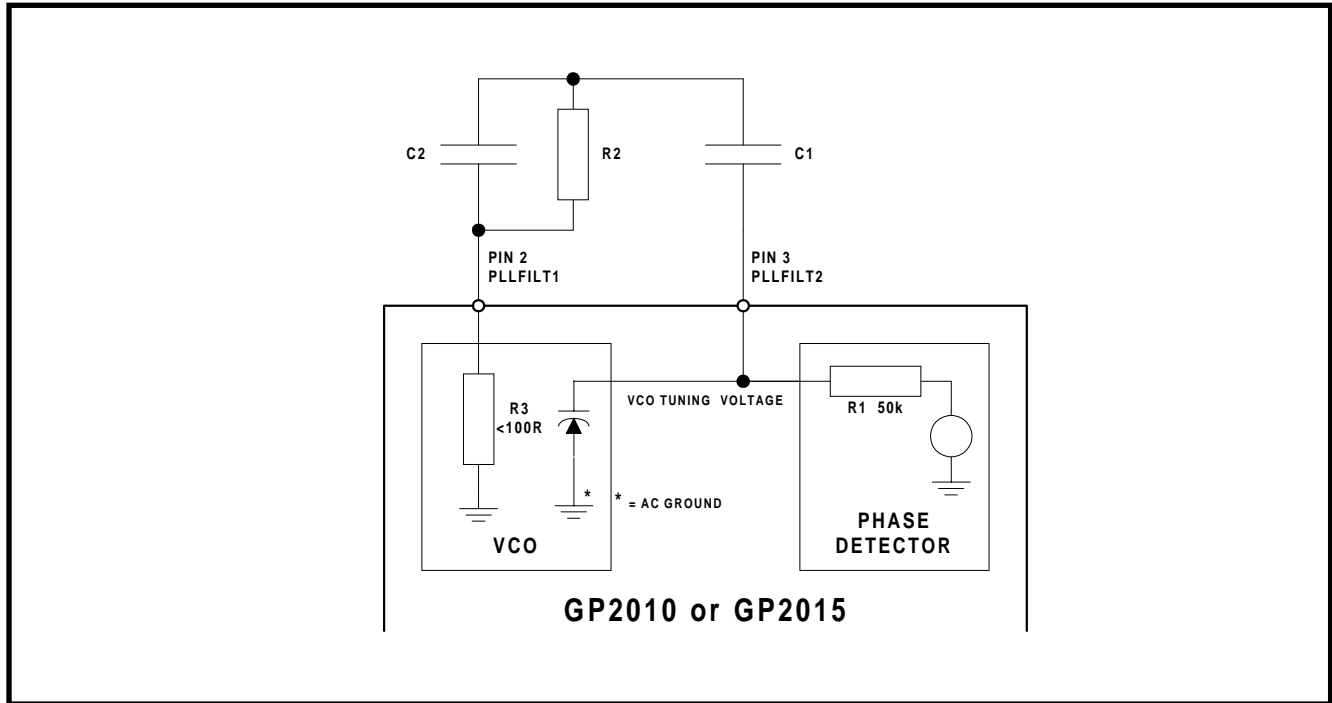 C2
R2
C1
PIN 2
PLLFILT1
PIN 3
PLLFILT2
R3
<100R
VCO TUNING VOLTAGE
R1 50k
*
* = AC GROUND
VCO
PHASE
DETECTOR
GP2010 or GP2015